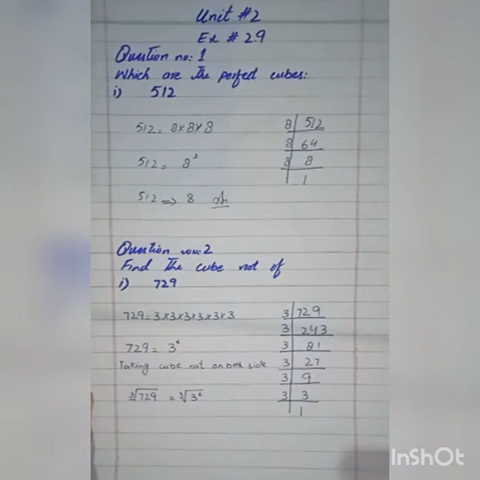 Unit #2
Ex # 2.9
Question no: 1
Which are the perfect cubes:
i) 512
512 = 8×8×8
512 = 8³
512 => 8 Ans
8 | 512
8 | 64
8 | 8
1
Question no: 2
Find the cube root of
i) 729
729 = 3×3×3×3×3×3
729 = 3⁶
Taking cube root on both side
∛729 = ∛3⁶
3 | 729
3 | 243
3 | 81
3 | 27
3 | 9
3 | 3
1
InShOt